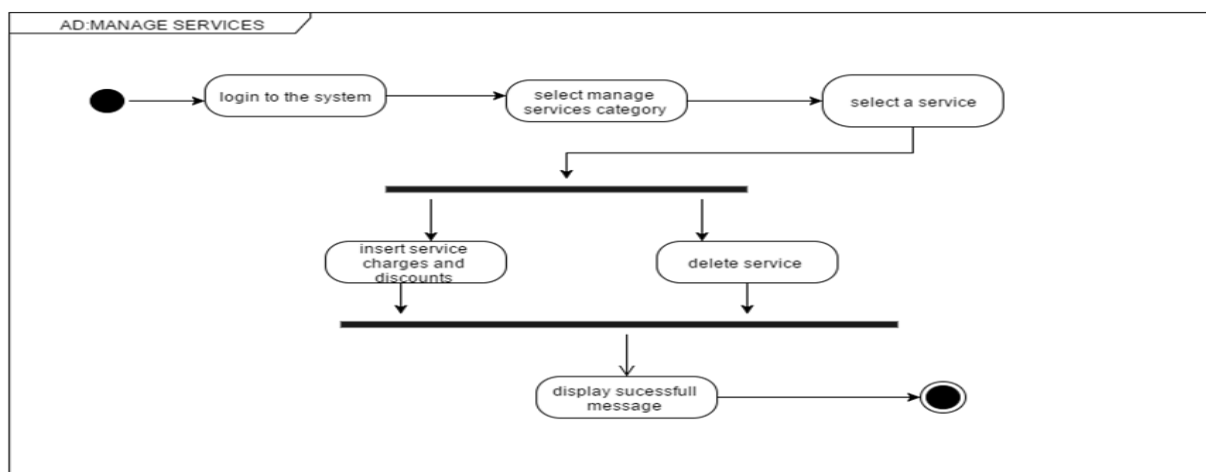 AD:MANAGE SERVICES
login to the system
select manage
services category
select a service
insert service
charges and
discounts
delete service
display sucessfull
message